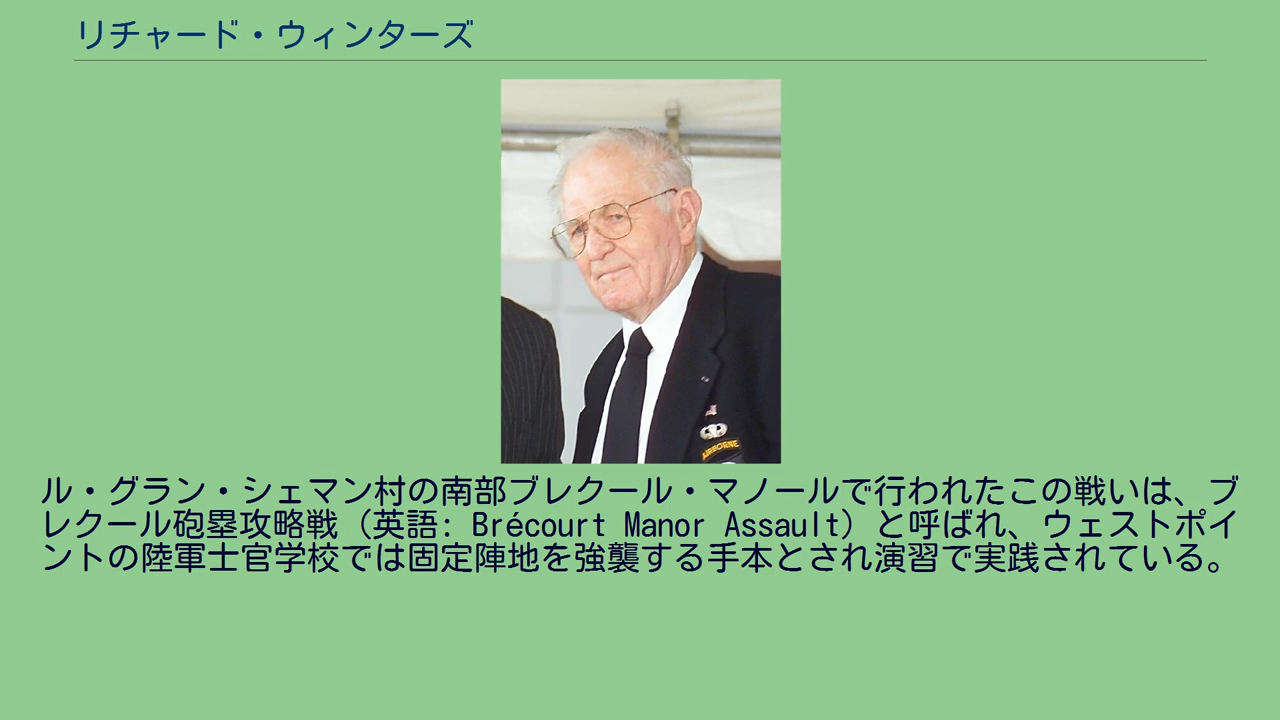 リチャード・ウィンターズ
AIRBORNE
ル・グラン・シェマン村の南部ブレクール・マノールで行われたこの戦いは、ブ
レクール砲塁攻略戦（英語: Brécourt Manor Assault）と呼ばれ、ウェストポイ
ントの陸軍士官学校では固定陣地を強襲する手本とされ演習で実践されている。